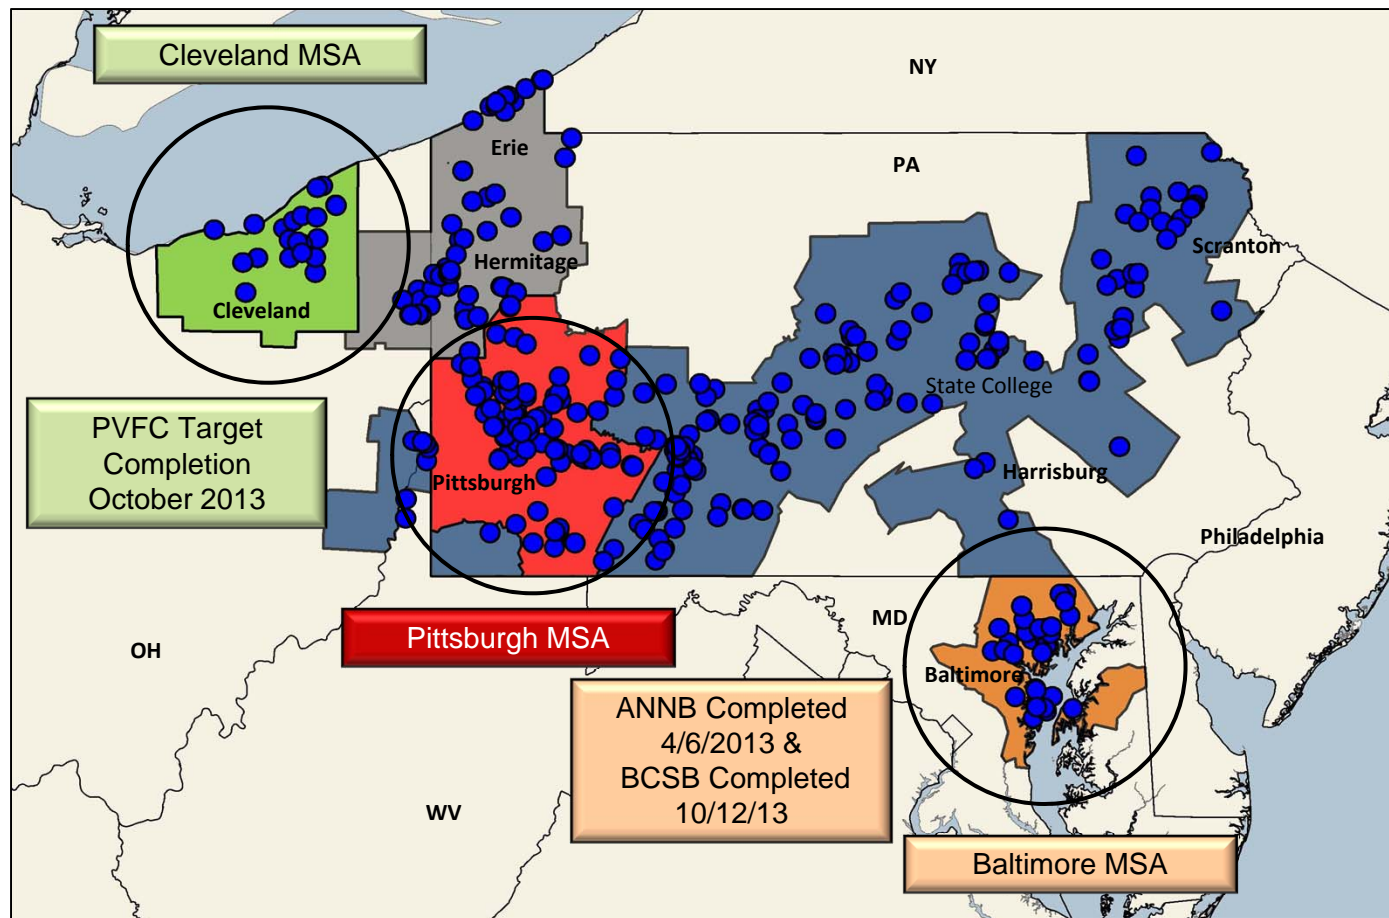 Cleveland MSA
NY
Erie
PA
Scranton
Hermitage
Cleveland
State College
PVFC Target
Completion
October 2013
Pittsburgh
Harrisburg
Philadelphia
MD
Pittsburgh MSA
OH
Baltimore
ANNB Completed
4/6/2013 &
BCSB Completed
10/12/13
WV
Baltimore MSA